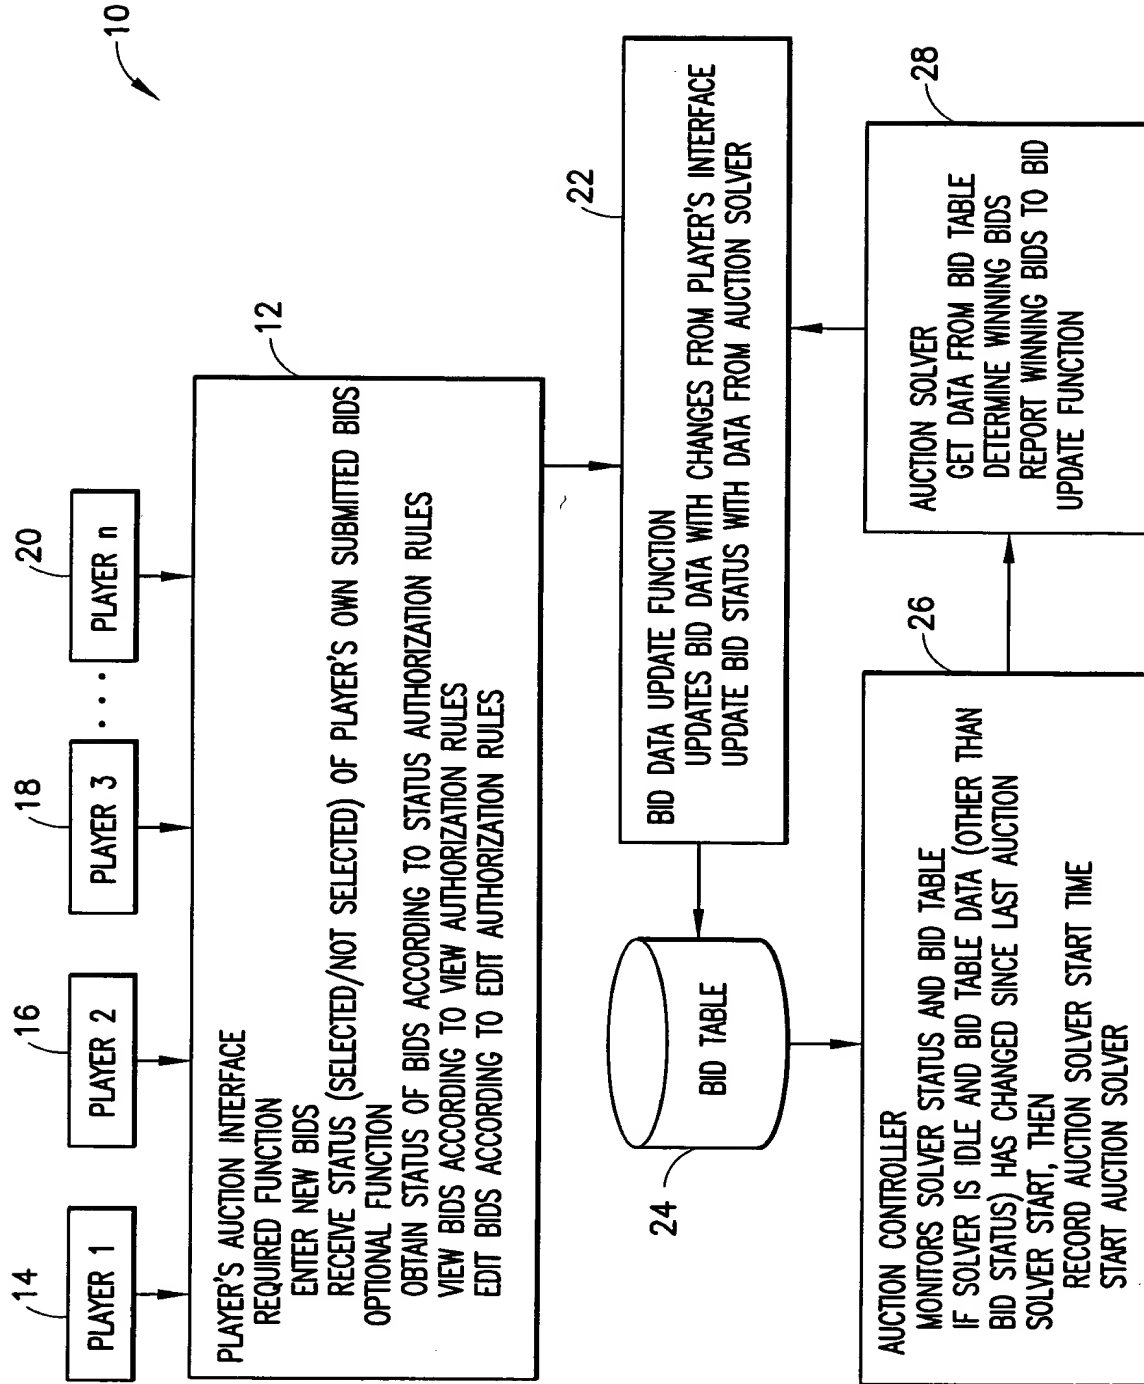 10
14
16
18
20
PLAYER 1
PLAYER 2
PLAYER 3
. . .
PLAYER n
12
PLAYER'S AUCTION INTERFACE
REQUIRED FUNCTION
ENTER NEW BIDS
RECEIVE STATUS (SELECTED/NOT SELECTED) OF PLAYER'S OWN SUBMITTED BIDS
OPTIONAL FUNCTION
OBTAIN STATUS OF BIDS ACCORDING TO STATUS AUTHORIZATION RULES
VIEW BIDS ACCORDING TO VIEW AUTHORIZATION RULES
EDIT BIDS ACCORDING TO EDIT AUTHORIZATION RULES
22
BID DATA UPDATE FUNCTION
UPDATES BID DATA WITH CHANGES FROM PLAYER'S INTERFACE
UPDATE BID STATUS WITH DATA FROM AUCTION SOLVER
24
BID TABLE
26
AUCTION CONTROLLER
MONITORS SOLVER STATUS AND BID TABLE
IF SOLVER IS IDLE AND BID TABLE DATA (OTHER THAN
BID STATUS) HAS CHANGED SINCE LAST AUCTION
SOLVER START, THEN
RECORD AUCTION SOLVER START TIME
START AUCTION SOLVER
28
AUCTION SOLVER
GET DATA FROM BID TABLE
DETERMINE WINNING BIDS
REPORT WINNING BIDS TO BID
UPDATE FUNCTION